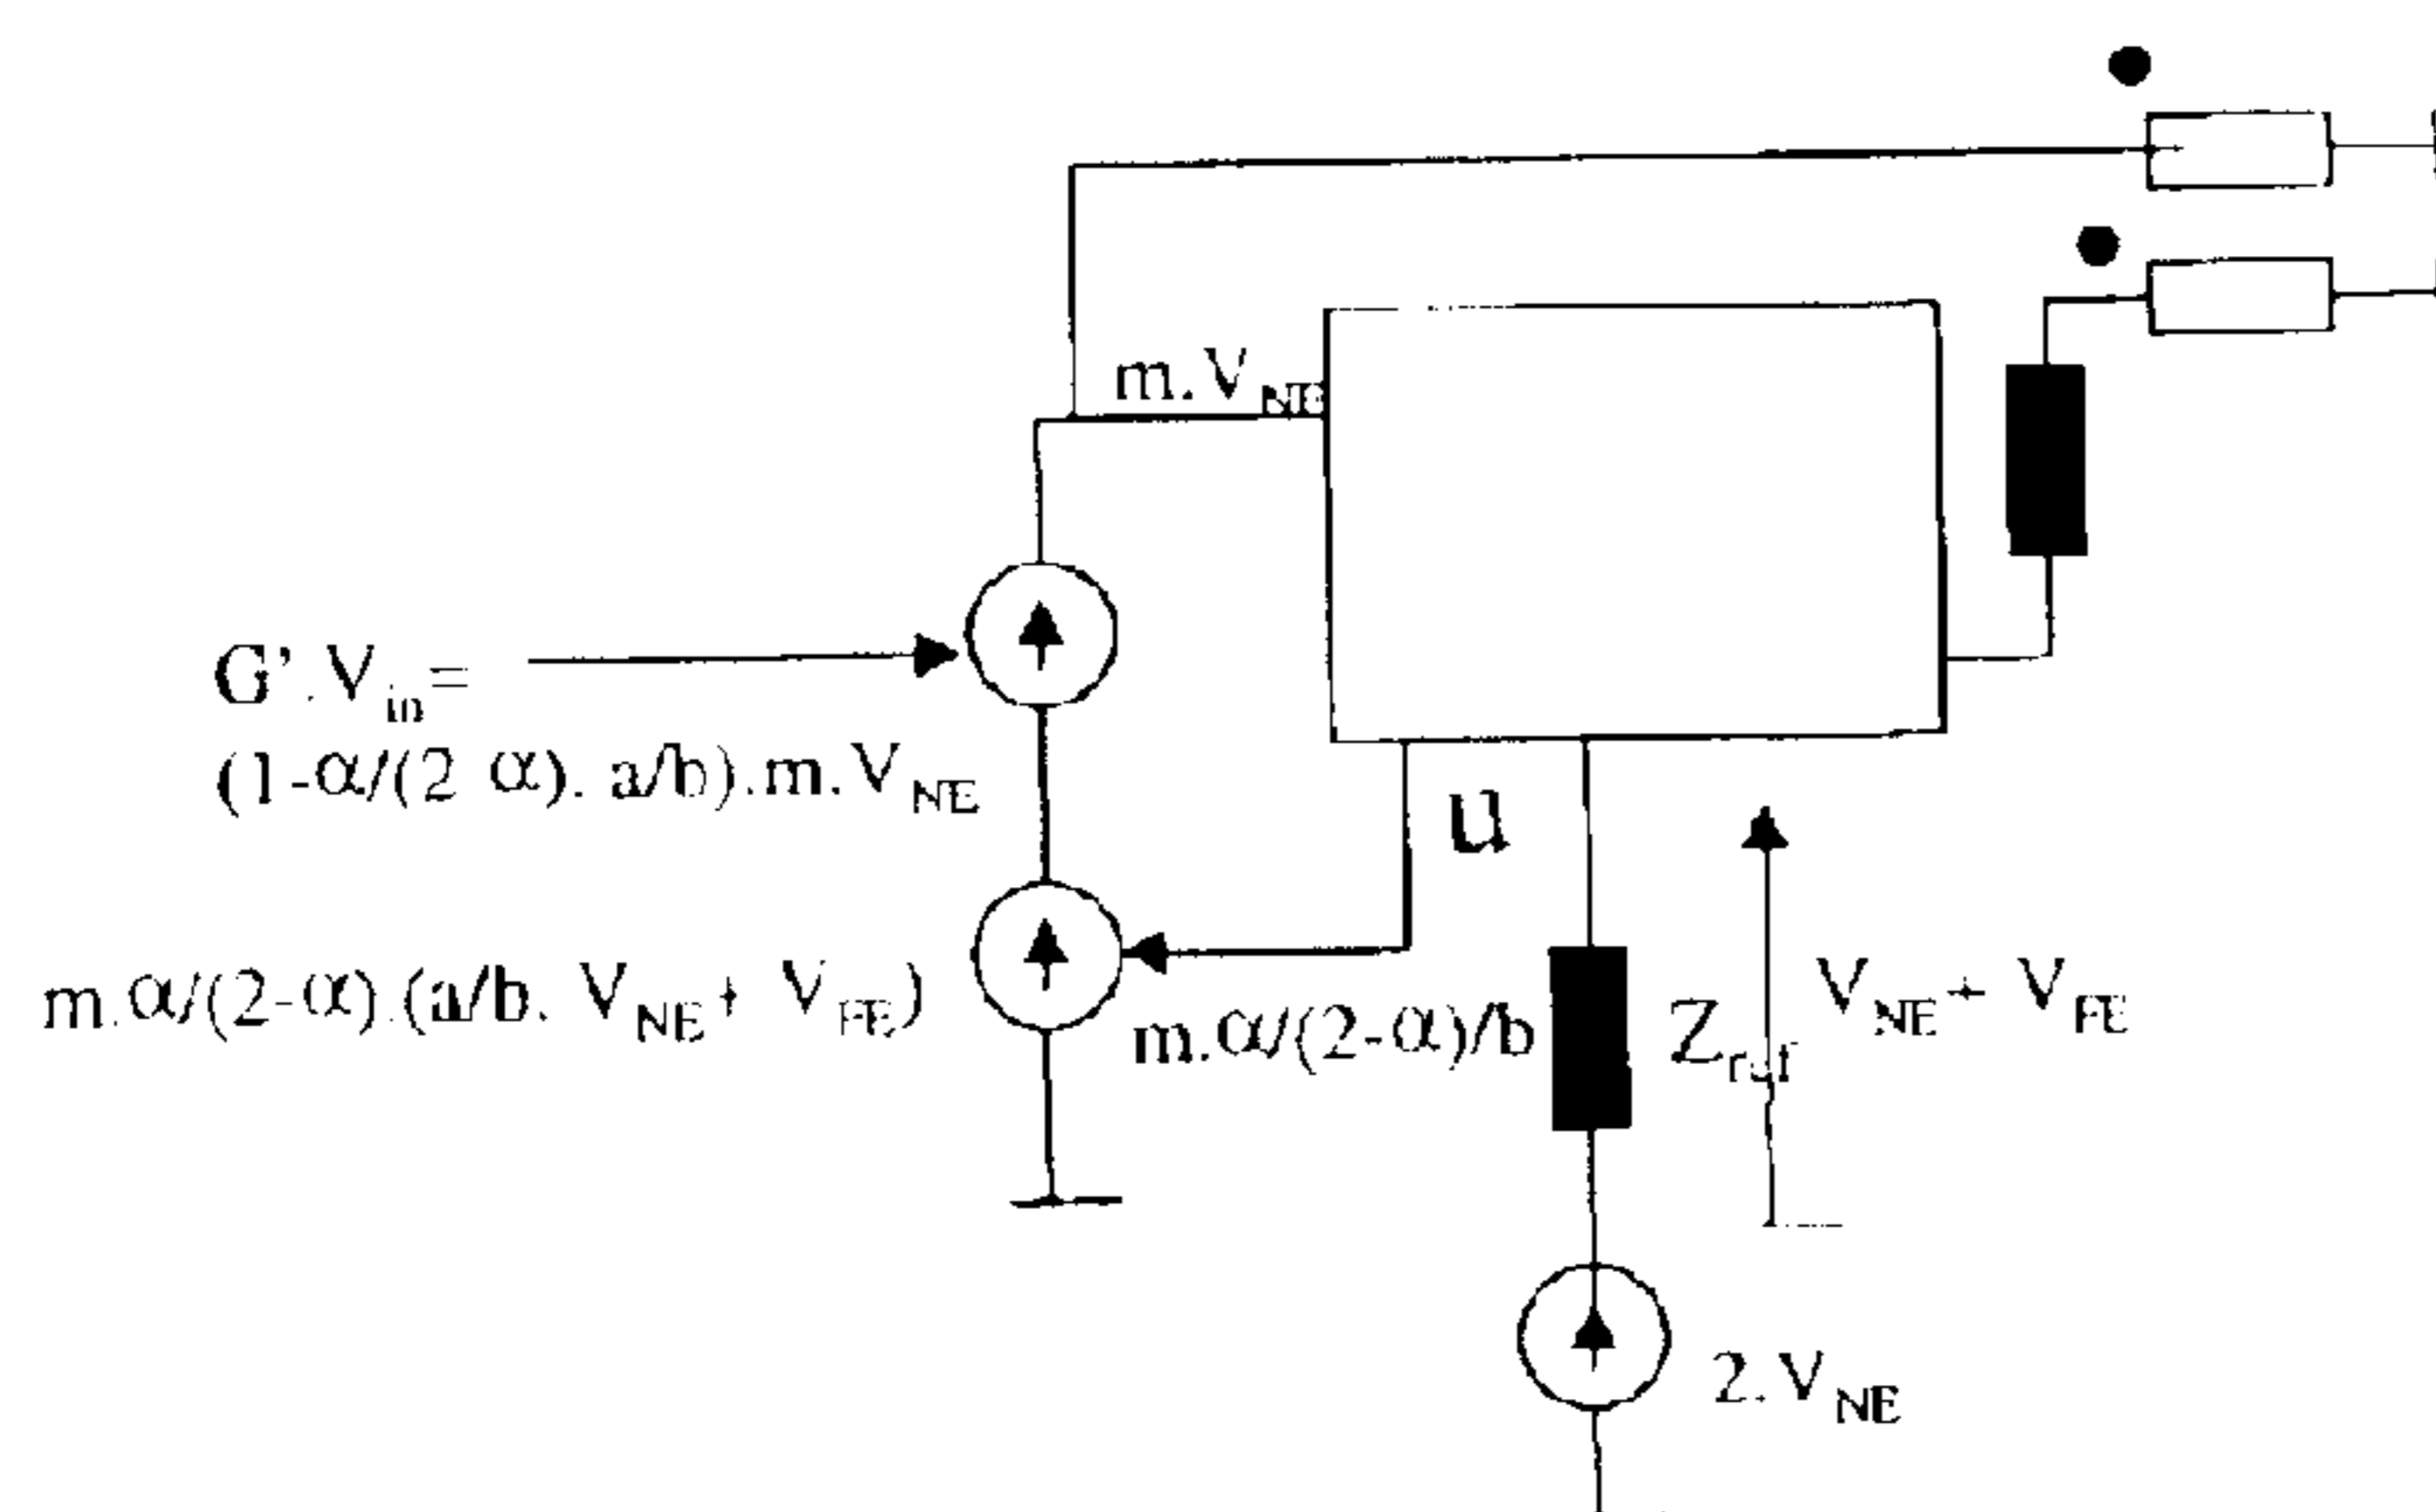 m.V_NE
G'.V_in=
(1-α/(2 α). a/b).m.V_NE
u
m.α/(2-α).(a/b. V_NE+ V_FE)
m.α/(2-α)/b
Z_ref
V_NE+ V_FE
2.V_NE